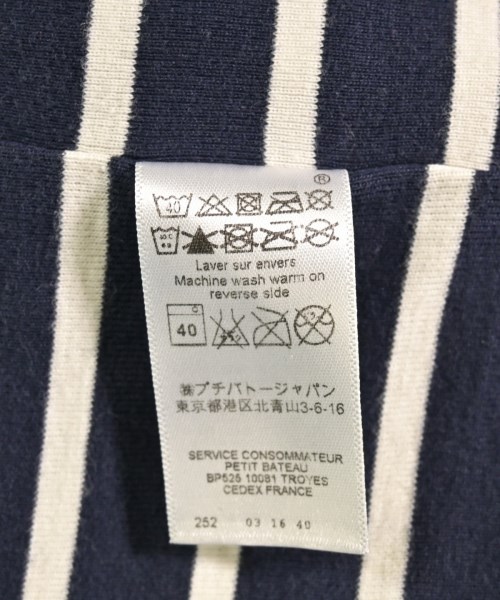 ®
40
Laver sur envers
Machine wash warm on
reverse side
40
㈱プチバトージャパン
東京都港区北青山3-6-16
SERVICE CONSOMMATEUR
PETIT BATEAU
BP525 10081 TROYES
CEDEX FRANCE
252 03 16 40